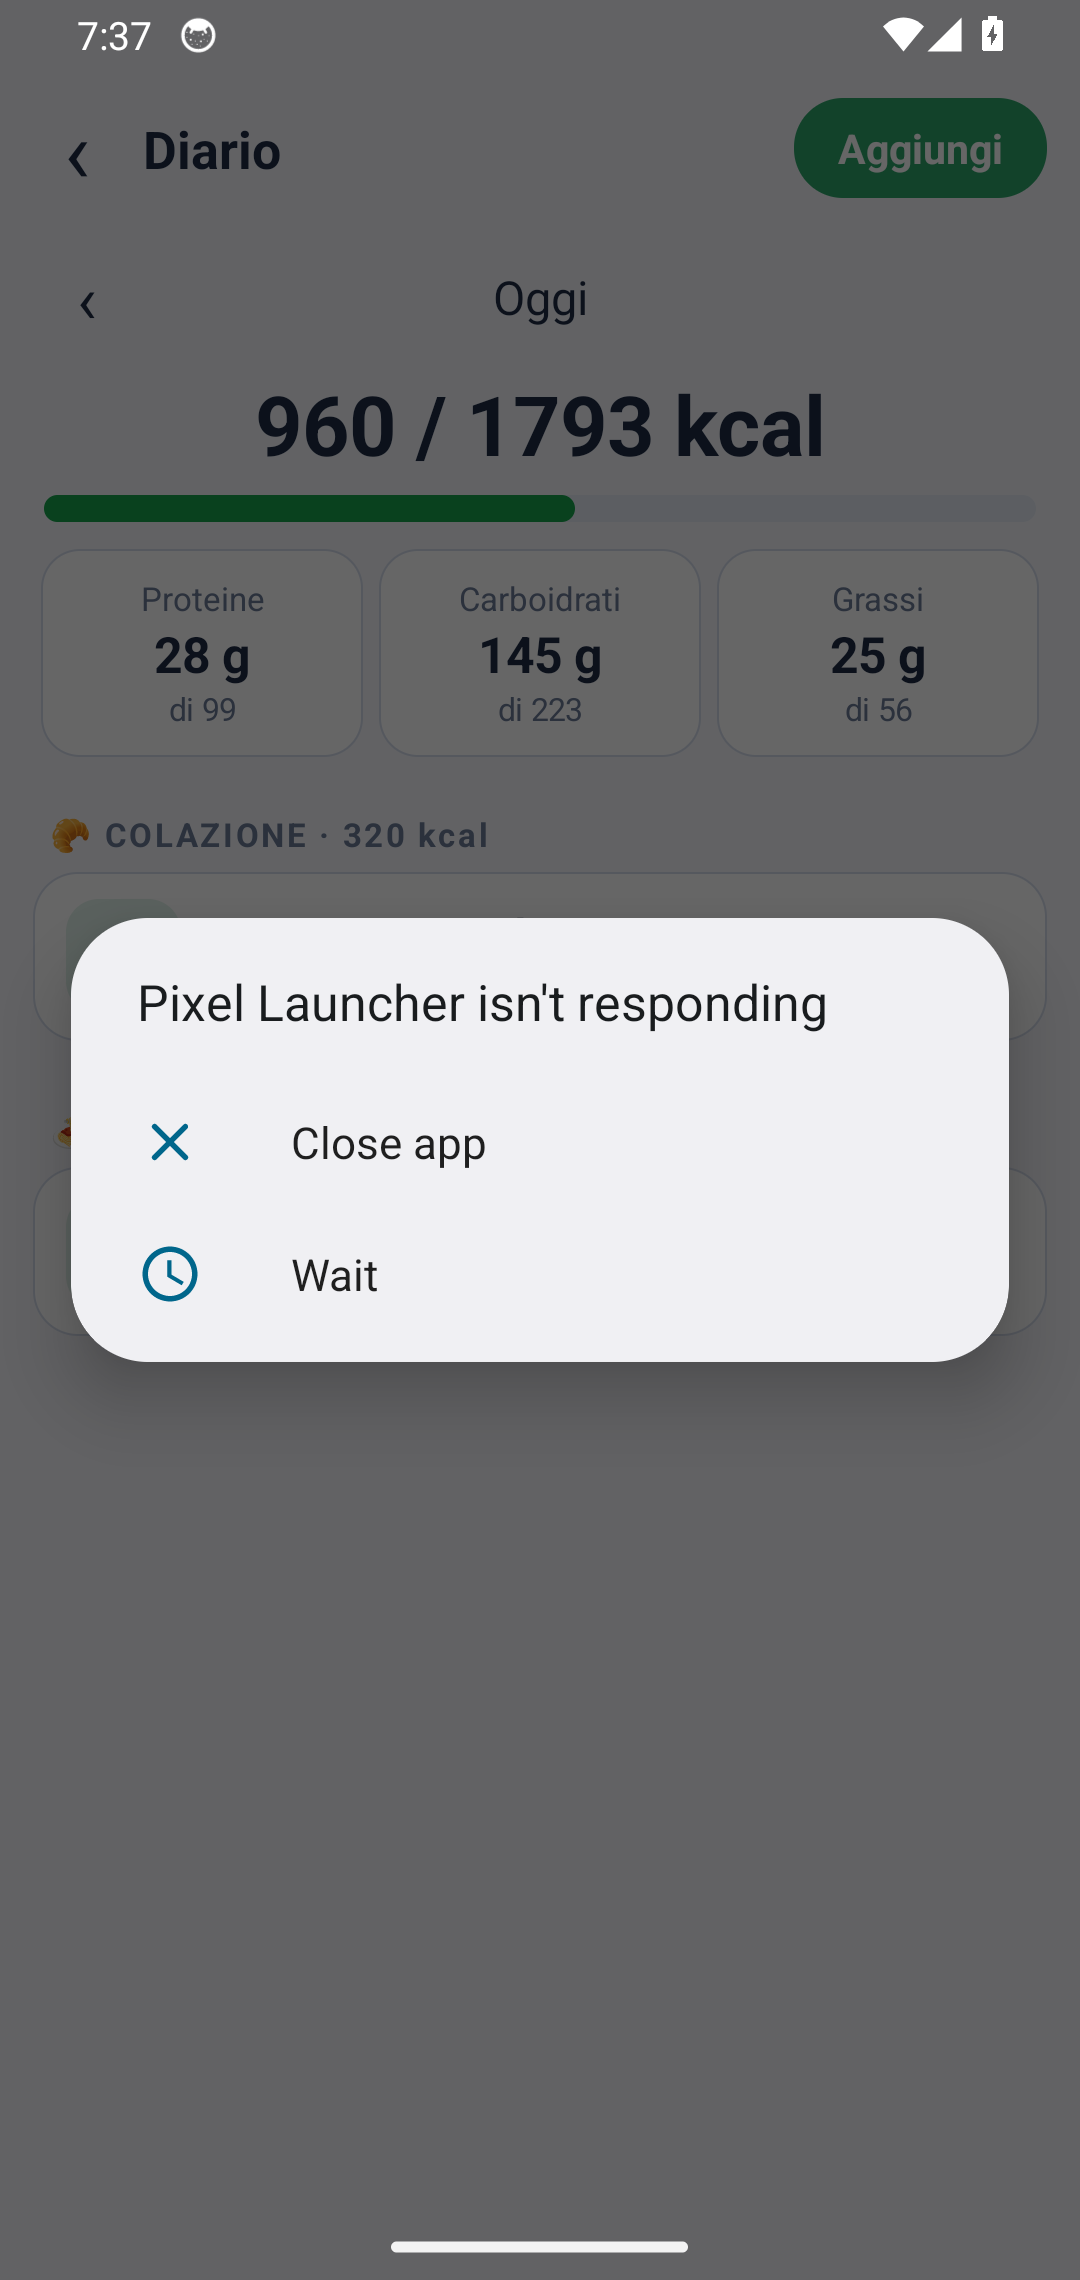 7:37
‹ Diario Aggiungi
‹ Oggi
960 / 1793 kcal
Proteine Carboidrati Grassi
28 g 145 g 25 g
di 99 di 223 di 56
COLAZIONE · 320 kcal
Pixel Launcher isn't responding
Close app
Wait